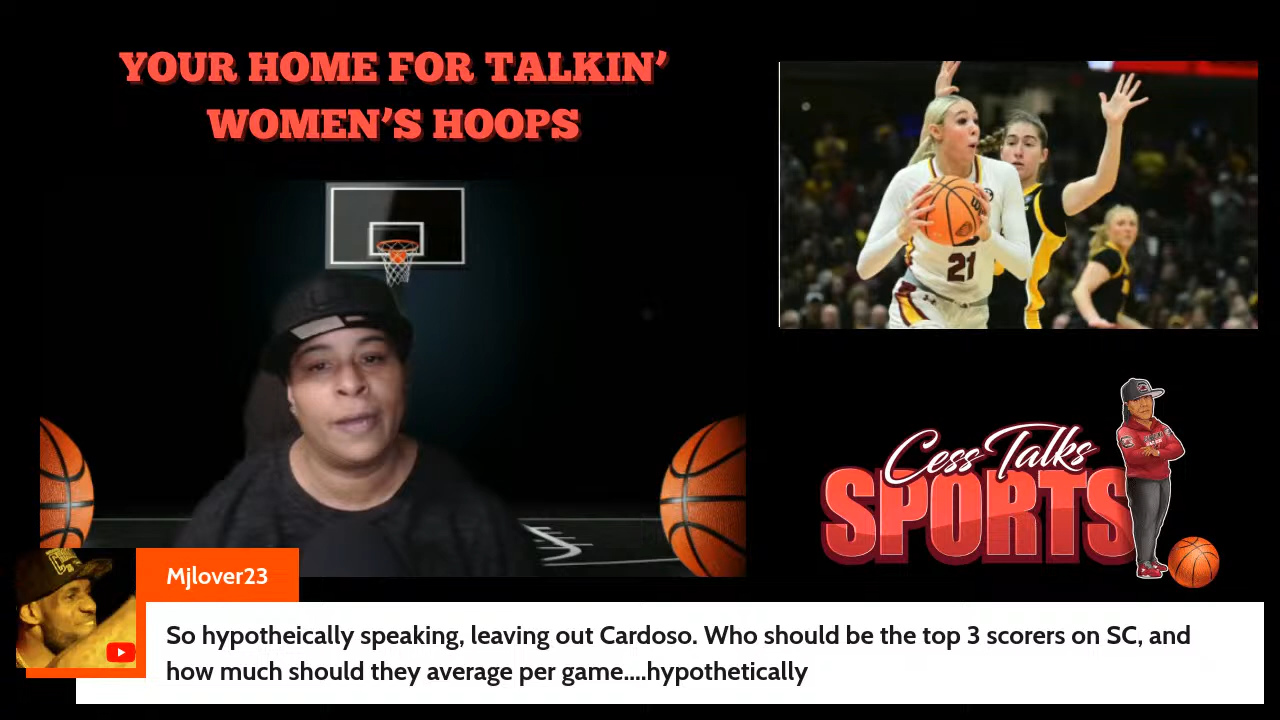 YOUR HOME FOR TALKIN'
WOMEN'S HOOPS
21
Cess Talks
SPORTS
Mjlover23
So hypotheically speaking, leaving out Cardoso. Who should be the top 3 scorers on SC, and
how much should they average per game....hypothetically